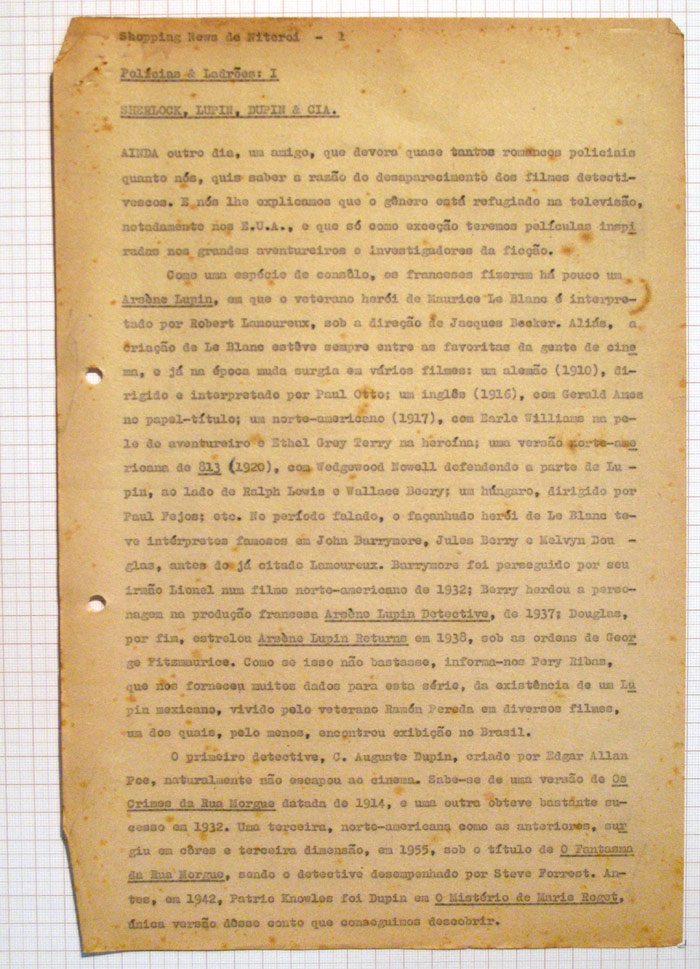 Shopping News de Niteroi - 1
Polícias & Ladrões: I
SHERLOCK, LUPIN, DUPIN & CIA.
AINDA outro dia, um amigo, que devora quase tantos romances policiais
quanto nós, quis saber a razão do desaparecimento dos filmes detecti-
vescos. E nós lhe explicamos que o gênero está refugiado na televisão,
notadamente nos E.U.A., e que só como exceção teremos películas inspi
radas nos grandes aventureiros e investigadores da ficção.
Como uma espécie de consôlo, os franceses fizeram há pouco um
Arsène Lupin, em que o veterano herói de Maurice Le Blanc é interpre-
tado por Robert Lamoureux, sob a direção de Jacques Becker. Aliás, a
criação de Le Blanc estêve sempre entre as favoritas da gente de cine
ma, e já na época muda surgia em vários filmes: um alemão (1910), di-
rigido e interpretado por Paul Otto; um inglês (1916), com Gerald Ames
no papel-título; um norte-americano (1917), com Earle Williams na pe-
le do aventureiro e Ethel Grey Terry na heroína; uma versão norte-ame
ricana de 813 (1920), com Wedgewood Nowell defendendo a parte de Lu -
pin, ao lado de Ralph Lewis e Wallace Beery; um húngaro, dirigido por
Paul Fejos; etc. No período falado, o façanhudo herói de Le Blanc te-
ve intérpretes famosos em John Barrymore, Jules Berry e Melvyn Dou -
glas, antes do já citado Lamoureux. Barrymore foi perseguido por seu
irmão Lionel num filme norte-americano de 1932; Berry herdou a perso-
nagem na produção francesa Arsène Lupin Detective, de 1937; Douglas,
por fim, estrelou Arsène Lupin Returns em 1938, sob as ordens de Geor
ge Fitzmaurice. Como se isso não bastasse, informa-nos Pery Ribas,
que nos forneceu muitos dados para esta série, da existência de um Lu
pin mexicano, vivido pelo veterano Ramón Pereda em diversos filmes,
um dos quais, pelo menos, encontrou exibição no Brasil.
O primeiro detective, C. Auguste Dupin, criado por Edgar Allan
Poe, naturalmente não escapou ao cinema. Sabe-se de uma versão de Os
Crimes da Rua Morgue datada de 1914, e uma outra obteve bastante su-
cesso em 1932. Uma terceira, norte-americana como as anteriores, sur
giu em côres e terceira dimensão, em 1955, sob o título de O Fantasma
da Rua Morgue, sendo o detective desempenhado por Steve Forrest. An-
tes, em 1942, Patric Knowles foi Dupin em O Mistério de Marie Roget,
única versão dêsse conto que conseguimos descobrir.